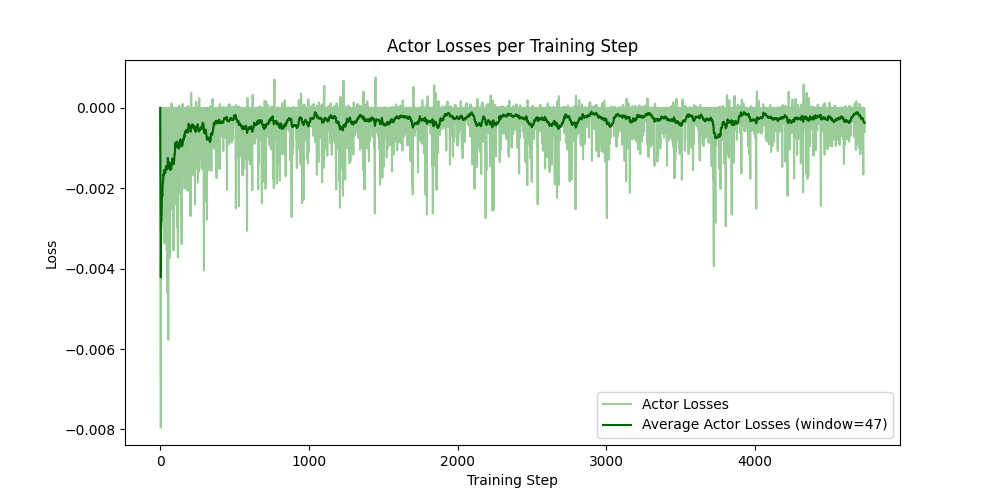 Actor Losses per Training Step
Loss
0.000
−0.002
−0.004
−0.006
−0.008
0
1000
2000
3000
4000
Training Step
Actor Losses
Average Actor Losses (window=47)